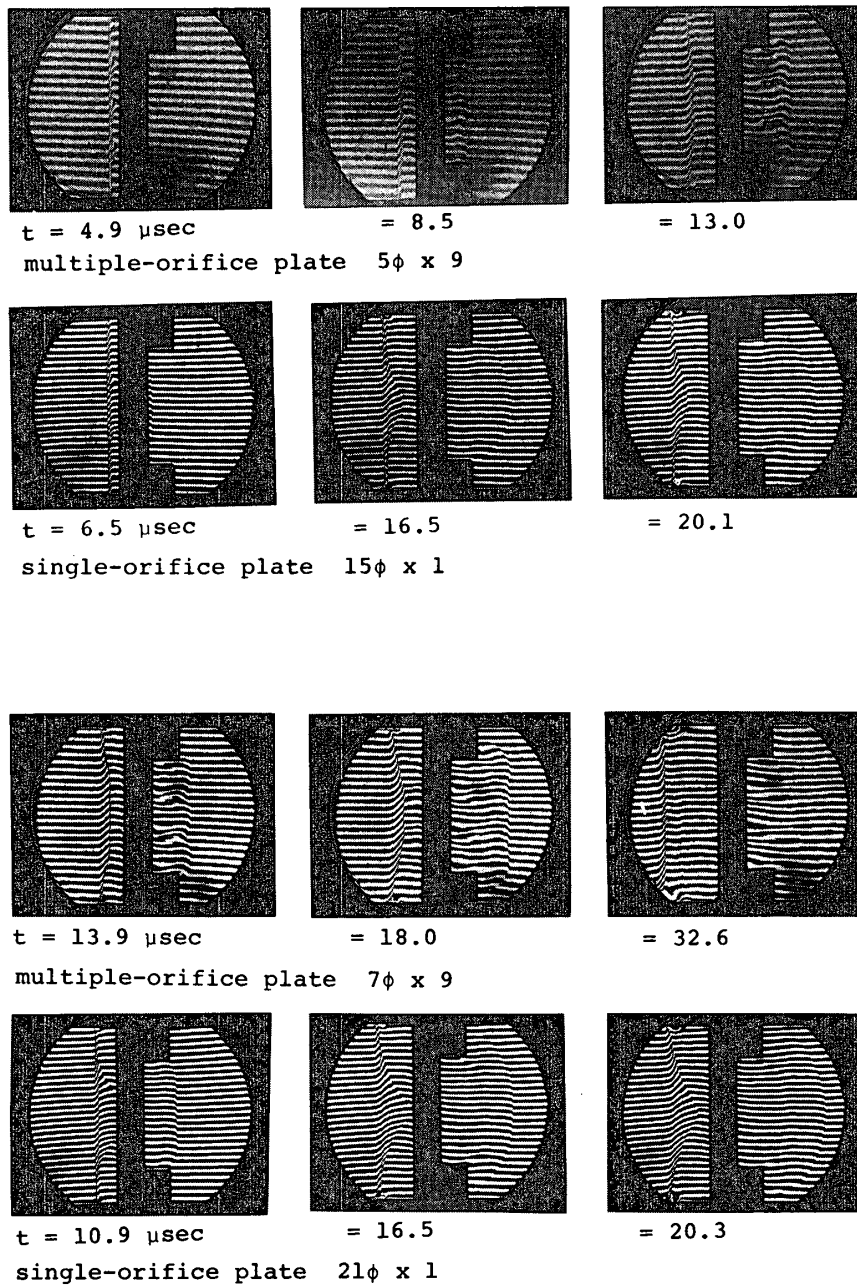 t = 4.9 μsec = 8.5 = 13.0
multiple-orifice plate 5φ x 9
t = 6.5 μsec = 16.5 = 20.1
single-orifice plate 15φ x 1
t = 13.9 μsec = 18.0 = 32.6
multiple-orifice plate 7φ x 9
t = 10.9 μsec = 16.5 = 20.3
single-orifice plate 21φ x 1